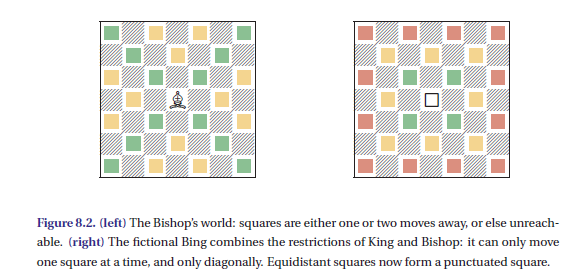 Figure 8.2. (left) The Bishop's world: squares are either one or two moves away, or else unreach-
able. (right) The fictional Bing combines the restrictions of King and Bishop: it can only move
one square at a time, and only diagonally. Equidistant squares now form a punctuated square.